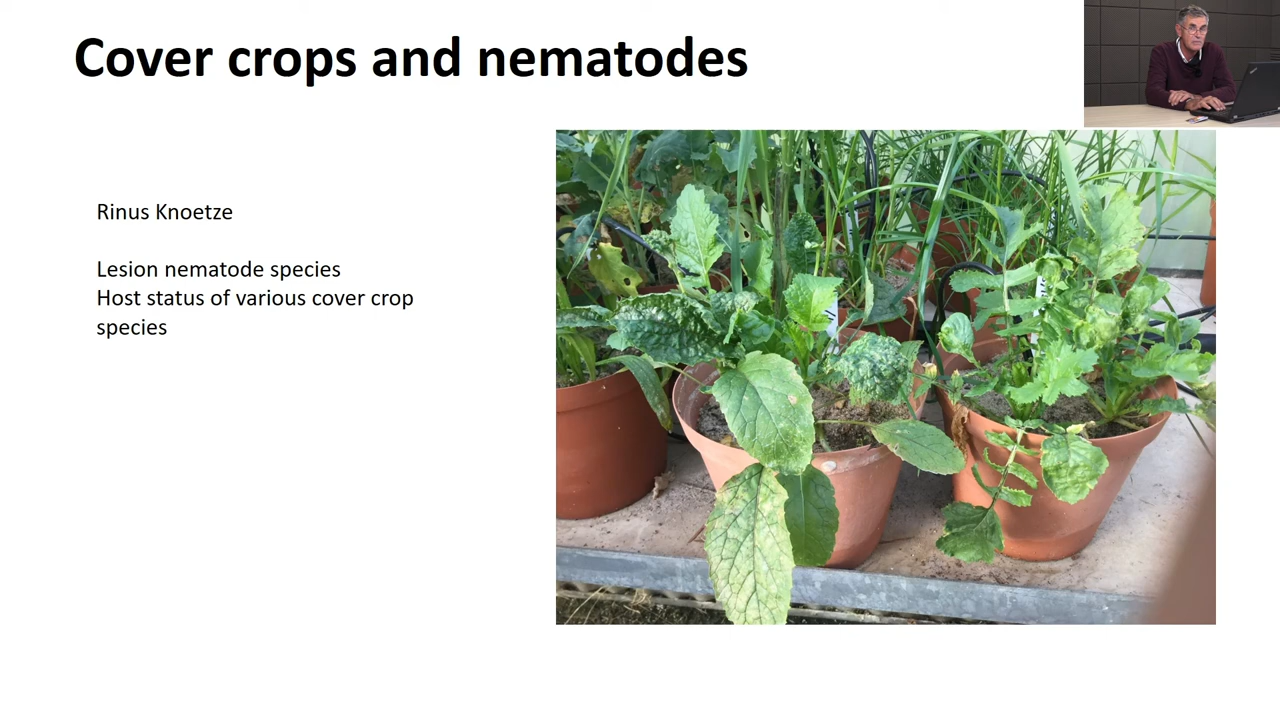 Cover crops and nematodes
Rinus Knoetze
Lesion nematode species
Host status of various cover crop
species